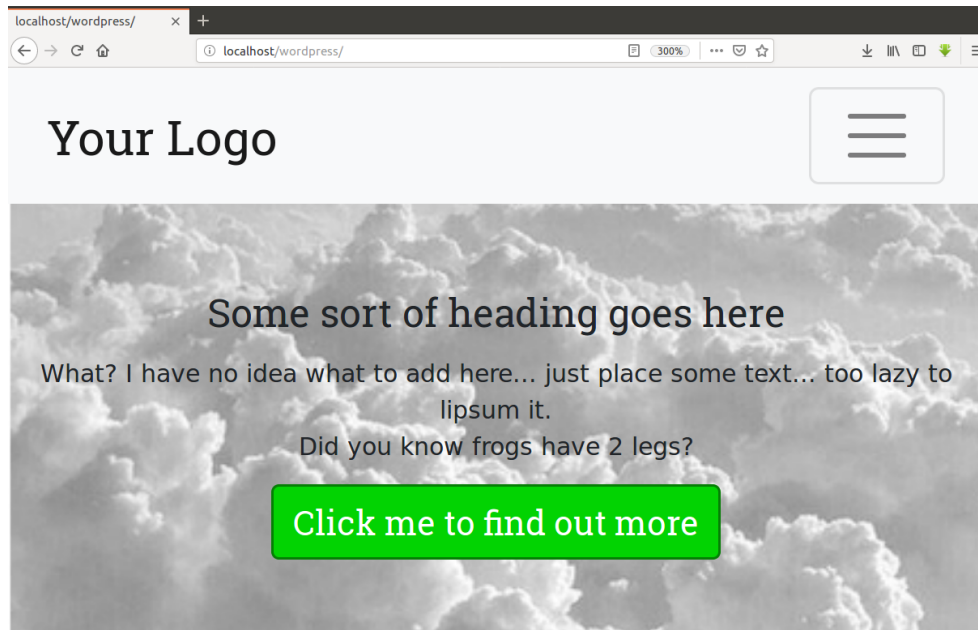 localhost/wordpress/
localhost/wordpress/
300%
Your Logo
Some sort of heading goes here
What? I have no idea what to add here... just place some text... too lazy to
lipsum it.
Did you know frogs have 2 legs?
Click me to find out more